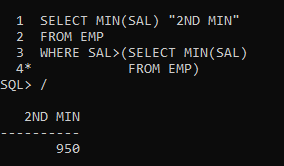 1 SELECT MIN(SAL) "2ND MIN"
2 FROM EMP
3 WHERE SAL>(SELECT MIN(SAL)
4* FROM EMP)
SQL> /
2ND MIN
----------
950